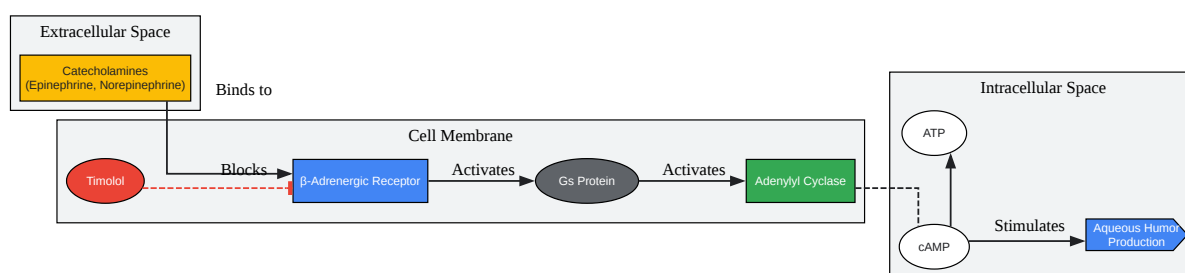 Extracellular Space
Catecholamines
(Epinephrine, Norepinephrine)
Binds to
Cell Membrane
Timolol
Blocks
β-Adrenergic Receptor
Activates
Gs Protein
Activates
Adenylyl Cyclase
Intracellular Space
ATP
cAMP
Stimulates
Aqueous Humor
Production